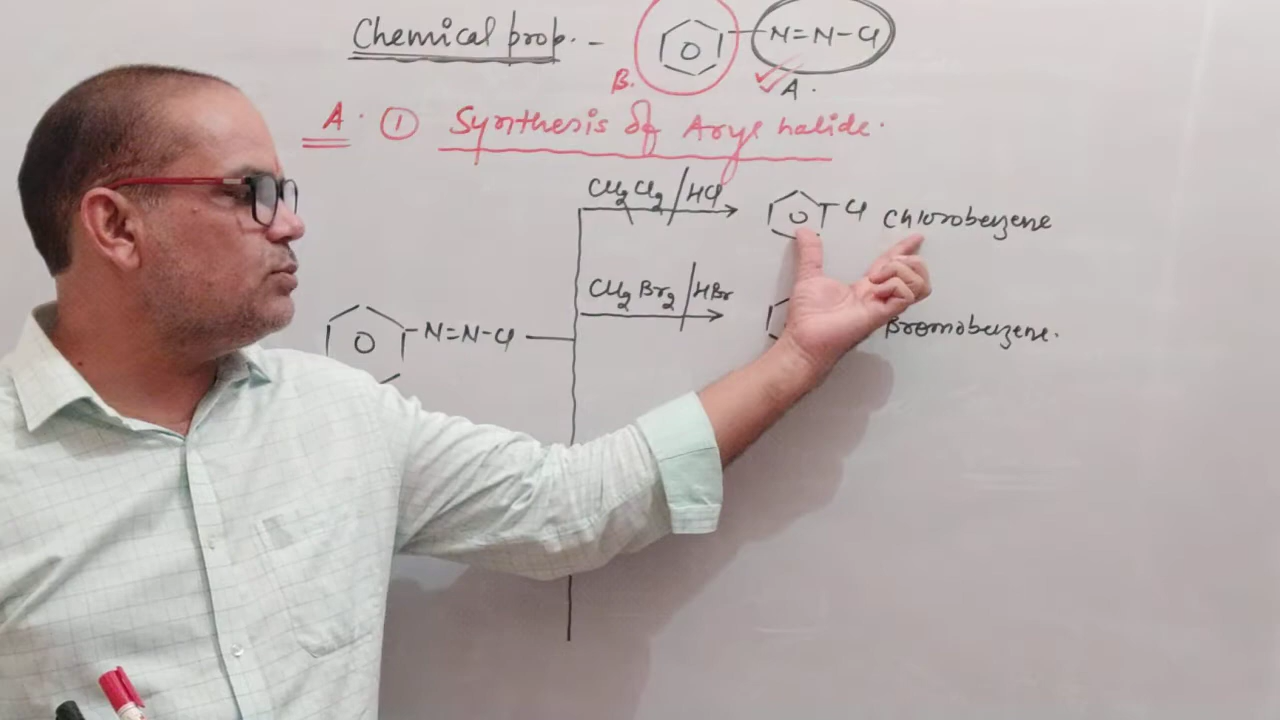 Chemical prop. - N=N-Cl
B. A.
A. ① Synthesis of Aryl halide.
Cu2Cl2/HCl Cl Chlorobenzene
Cu2Br2/HBr Bromobenzene.
N=N-Cl